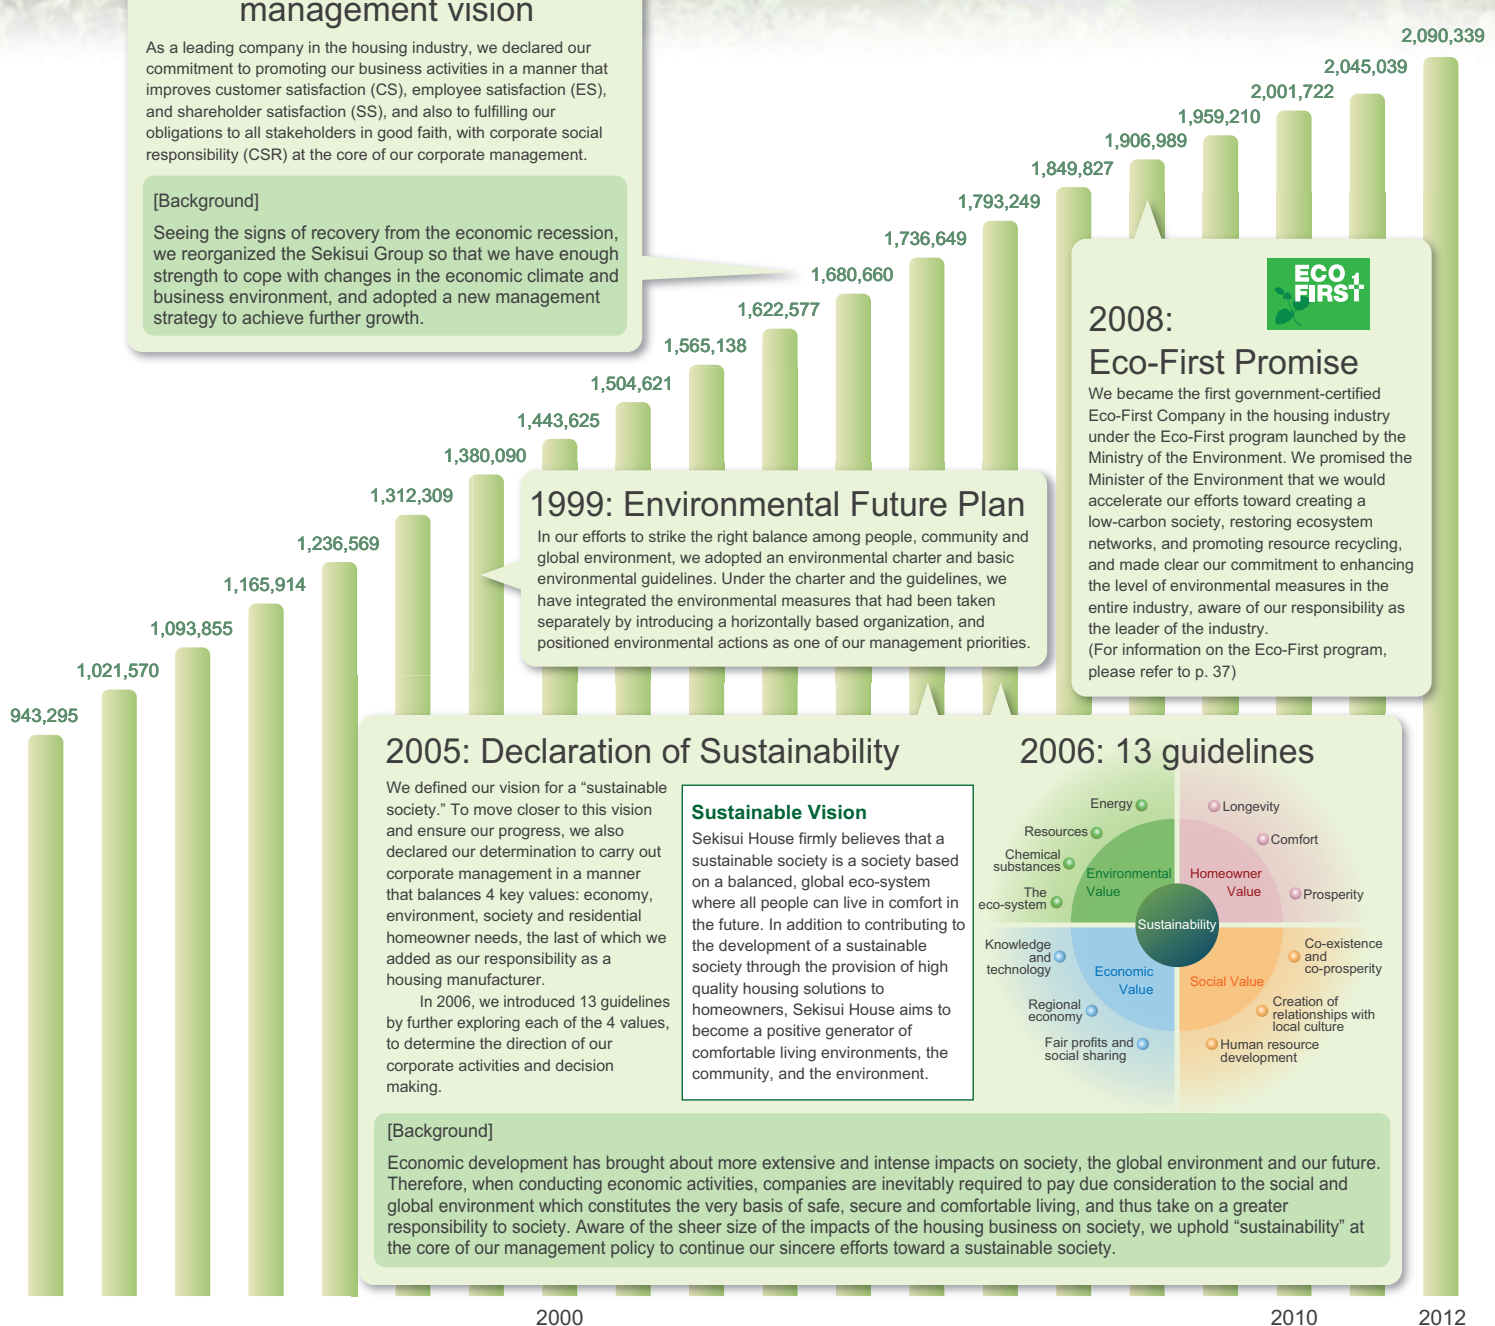 management vision
As a leading company in the housing industry, we declared our
commitment to promoting our business activities in a manner that
improves customer satisfaction (CS), employee satisfaction (ES),
and shareholder satisfaction (SS), and also to fulfilling our
obligations to all stakeholders in good faith, with corporate social
responsibility (CSR) at the core of our corporate management.
[Background]
Seeing the signs of recovery from the economic recession,
we reorganized the Sekisui Group so that we have enough
strength to cope with changes in the economic climate and
business environment, and adopted a new management
strategy to achieve further growth.
943,295
1,021,570
1,093,855
1,165,914
1,236,569
1,312,309
1,380,090
1,443,625
1,504,621
1,565,138
1,622,577
1,680,660
1,736,649
1,793,249
1,849,827
1,906,989
1,959,210
2,001,722
2,045,039
2,090,339
1999: Environmental Future Plan
In our efforts to strike the right balance among people, community and
global environment, we adopted an environmental charter and basic
environmental guidelines. Under the charter and the guidelines, we
have integrated the environmental measures that had been taken
separately by introducing a horizontally based organization, and
positioned environmental actions as one of our management priorities.
ECO
FIRST
2008:
Eco-First Promise
We became the first government-certified
Eco-First Company in the housing industry
under the Eco-First program launched by the
Ministry of the Environment. We promised the
Minister of the Environment that we would
accelerate our efforts toward creating a
low-carbon society, restoring ecosystem
networks, and promoting resource recycling,
and made clear our commitment to enhancing
the level of environmental measures in the
entire industry, aware of our responsibility as
the leader of the industry.
(For information on the Eco-First program,
please refer to p. 37)
2005: Declaration of Sustainability
We defined our vision for a “sustainable
society.” To move closer to this vision
and ensure our progress, we also
declared our determination to carry out
corporate management in a manner
that balances 4 key values: economy,
environment, society and residential
homeowner needs, the last of which we
added as our responsibility as a
housing manufacturer.
In 2006, we introduced 13 guidelines
by further exploring each of the 4 values,
to determine the direction of our
corporate activities and decision
making.
Sustainable Vision
Sekisui House firmly believes that a
sustainable society is a society based
on a balanced, global eco-system
where all people can live in comfort in
the future. In addition to contributing to
the development of a sustainable
society through the provision of high
quality housing solutions to
homeowners, Sekisui House aims to
become a positive generator of
comfortable living environments, the
community, and the environment.
2006: 13 guidelines
Energy
Resources
Chemical
substances
The
eco-system
Environmental
Value
Longevity
Comfort
Prosperity
Homeowner
Value
Sustainability
Knowledge
and
technology
Regional
economy
Fair profits and
social sharing
Economic
Value
Social Value
Co-existence
and
co-prosperity
Creation of
relationships with
local culture
Human resource
development
[Background]
Economic development has brought about more extensive and intense impacts on society, the global environment and our future.
Therefore, when conducting economic activities, companies are inevitably required to pay due consideration to the social and
global environment which constitutes the very basis of safe, secure and comfortable living, and thus take on a greater
responsibility to society. Aware of the sheer size of the impacts of the housing business on society, we uphold “sustainability” at
the core of our management policy to continue our sincere efforts toward a sustainable society.
2000
2010
2012